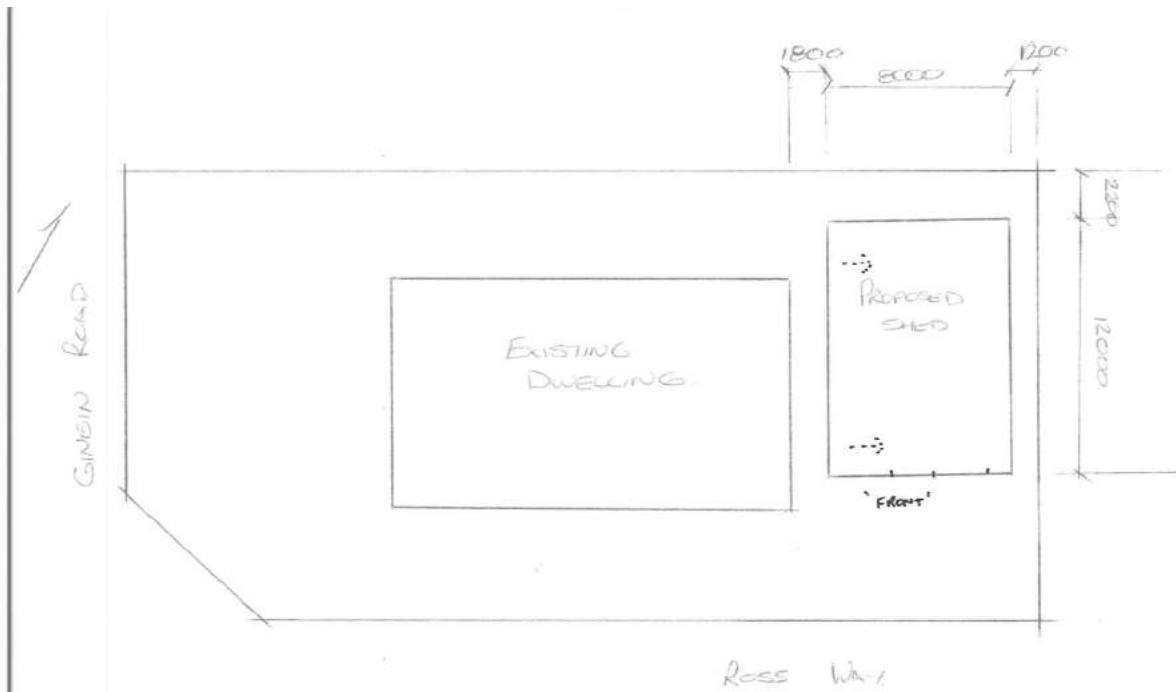 1800
8000
1200
2200
12000
GINGIN ROAD
EXISTING
DWELLING
PROPOSED
SHED
'FRONT'
ROSS WAY